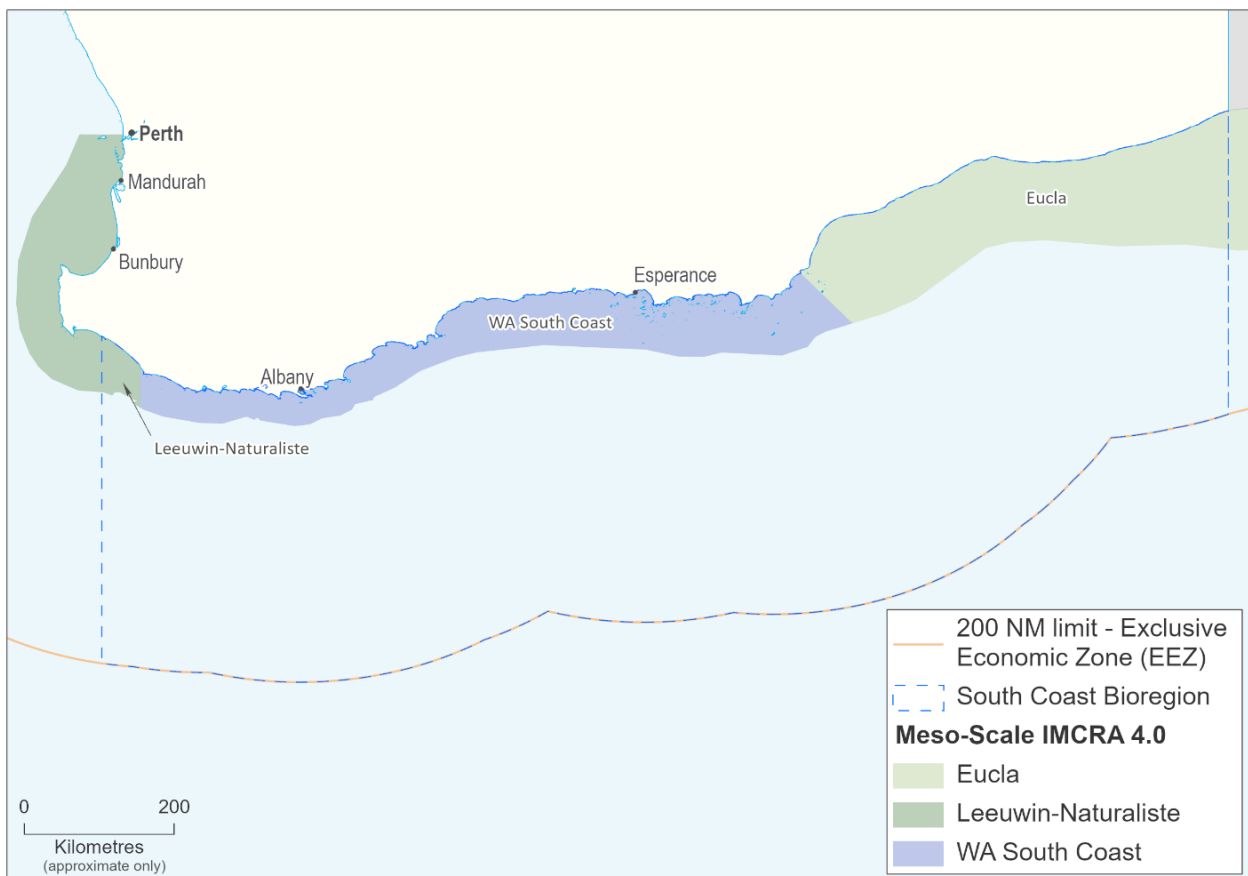 Perth
Mandurah
Bunbury
Eucla
Esperance
WA South Coast
Albany
Leeuwin-Naturaliste
200 NM limit - Exclusive
Economic Zone (EEZ)
South Coast Bioregion
Meso-Scale IMCRA 4.0
Eucla
Leeuwin-Naturaliste
WA South Coast
0 200
Kilometres
(approximate only)